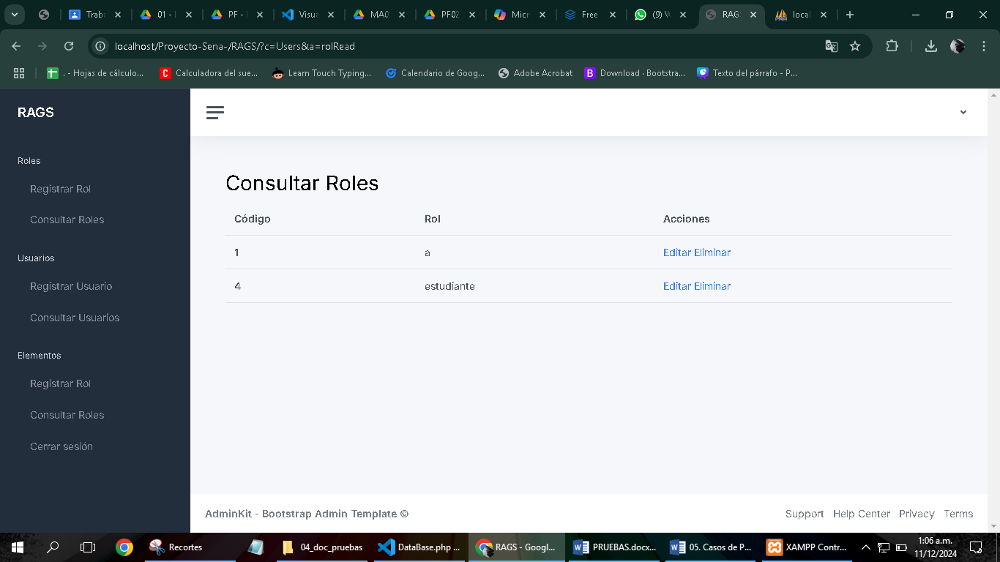 Traba
01 -
PF -
Visua
MA0
PF02
Micr
Free
(9) V
RAG
local
localhost/Proyecto-Sena-/RAGS/?c=Users&a=rolRead
. - Hojas de cálculo...
Calculadora del sue...
Learn Touch Typing...
Calendario de Goog...
Adobe Acrobat
Download · Bootstra...
Texto del párrafo - P...
RAGS
Roles
Registrar Rol
Consultar Roles
Usuarios
Registrar Usuario
Consultar Usuarios
Elementos
Registrar Rol
Consultar Roles
Cerrar sesión
Consultar Roles
Código Rol Acciones
1 a Editar Eliminar
4 estudiante Editar Eliminar
AdminKit - Bootstrap Admin Template ©
Support Help Center Privacy Terms
Recortes
04_doc_pruebas
DataBase.php ...
RAGS - Googl...
PRUEBAS.docx...
05. Casos de P...
XAMPP Contr...
1:06 a.m.
11/12/2024